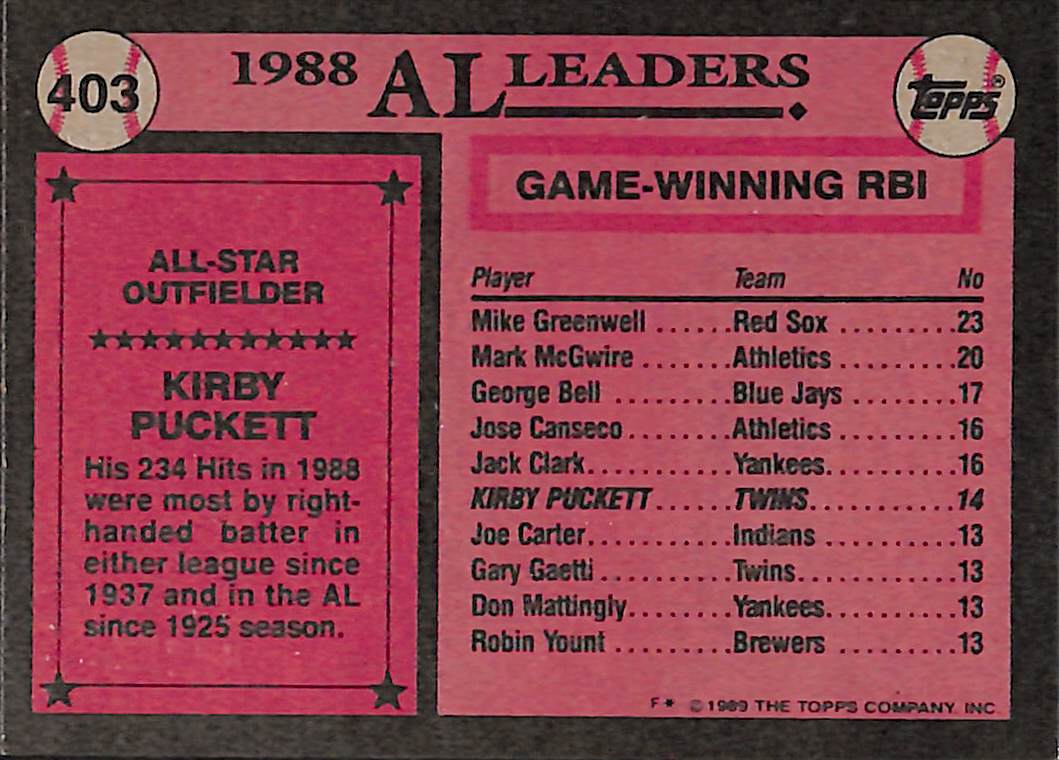 403
1988 AL LEADERS
TOPPS®
ALL-STAR
OUTFIELDER
KIRBY
PUCKETT
His 234 Hits in 1988
were most by right-
handed batter in
either league since
1937 and in the AL
since 1925 season.
GAME-WINNING RBI
Player Team No
Mike Greenwell ......Red Sox .........23
Mark McGwire .......Athletics .........20
George Bell .........Blue Jays ........17
Jose Canseco........Athletics .........16
Jack Clark...........Yankees..........16
KIRBY PUCKETT ......TWINS...........14
Joe Carter...........Indians ..........13
Gary Gaetti ..........Twins............13
Don Mattingly.......Yankees..........13
Robin Yount .........Brewers .........13
F* © 1989 THE TOPPS COMPANY, INC.